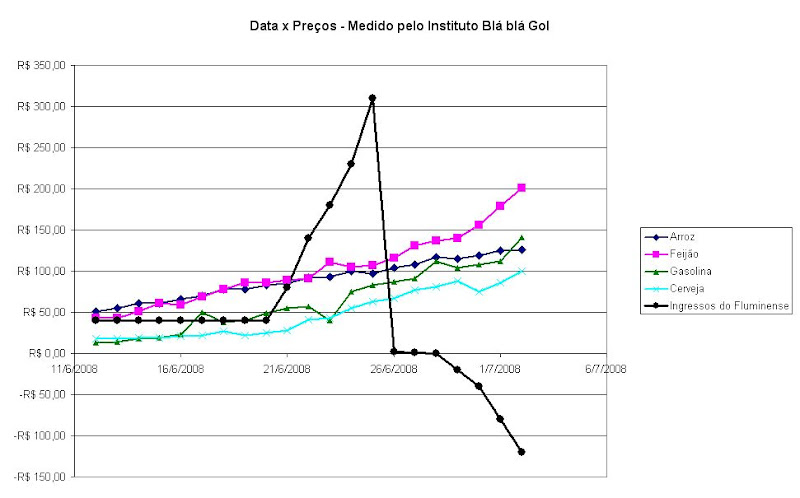 Data x Preços - Medido pelo Instituto Blá blá Gol
R$ 350,00
R$ 300,00
R$ 250,00
R$ 200,00
R$ 150,00
R$ 100,00
R$ 50,00
R$ 0,00
11/6/2008 16/6/2008 21/6/2008 26/6/2008 1/7/2008 6/7/2008
-R$ 50,00
-R$ 100,00
-R$ 150,00
Arroz
Feijão
Gasolina
Cerveja
Ingressos do Fluminense